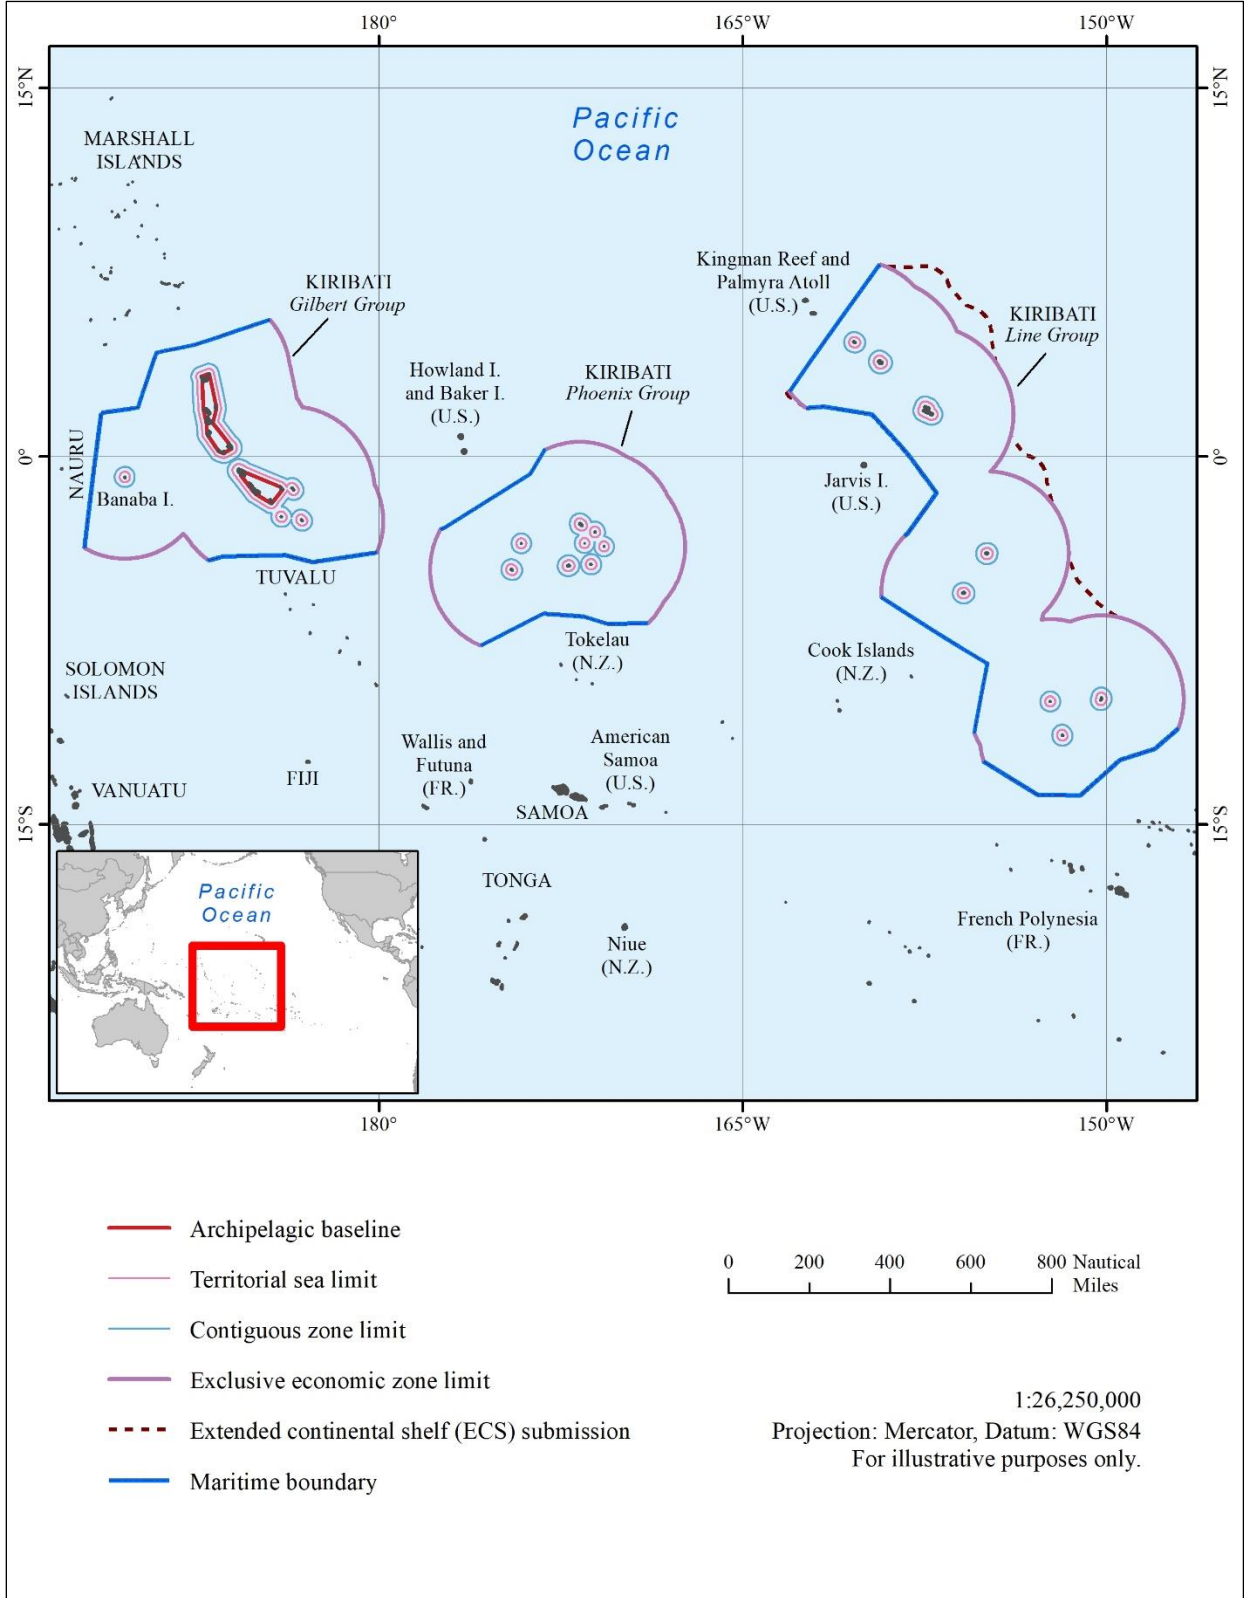 180°
165°W
150°W
15°N
15°N
Pacific
Ocean
MARSHALL
ISLANDS
KIRIBATI
Gilbert Group
Kingman Reef and
Palmyra Atoll
(U.S.)
KIRIBATI
Line Group
Howland I.
and Baker I.
(U.S.)
KIRIBATI
Phoenix Group
0°
0°
NAURU
Banaba I.
Jarvis I.
(U.S.)
TUVALU
Tokelau
(N.Z.)
Cook Islands
(N.Z.)
SOLOMON
ISLANDS
Wallis and
Futuna
(FR.)
American
Samoa
(U.S.)
FIJI
VANUATU
SAMOA
15°S
15°S
TONGA
Pacific
Ocean
Niue
(N.Z.)
French Polynesia
(FR.)
180°
165°W
150°W
Archipelagic baseline
Territorial sea limit
Contiguous zone limit
Exclusive economic zone limit
Extended continental shelf (ECS) submission
Maritime boundary
0 200 400 600 800 Nautical
Miles
1:26,250,000
Projection: Mercator, Datum: WGS84
For illustrative purposes only.